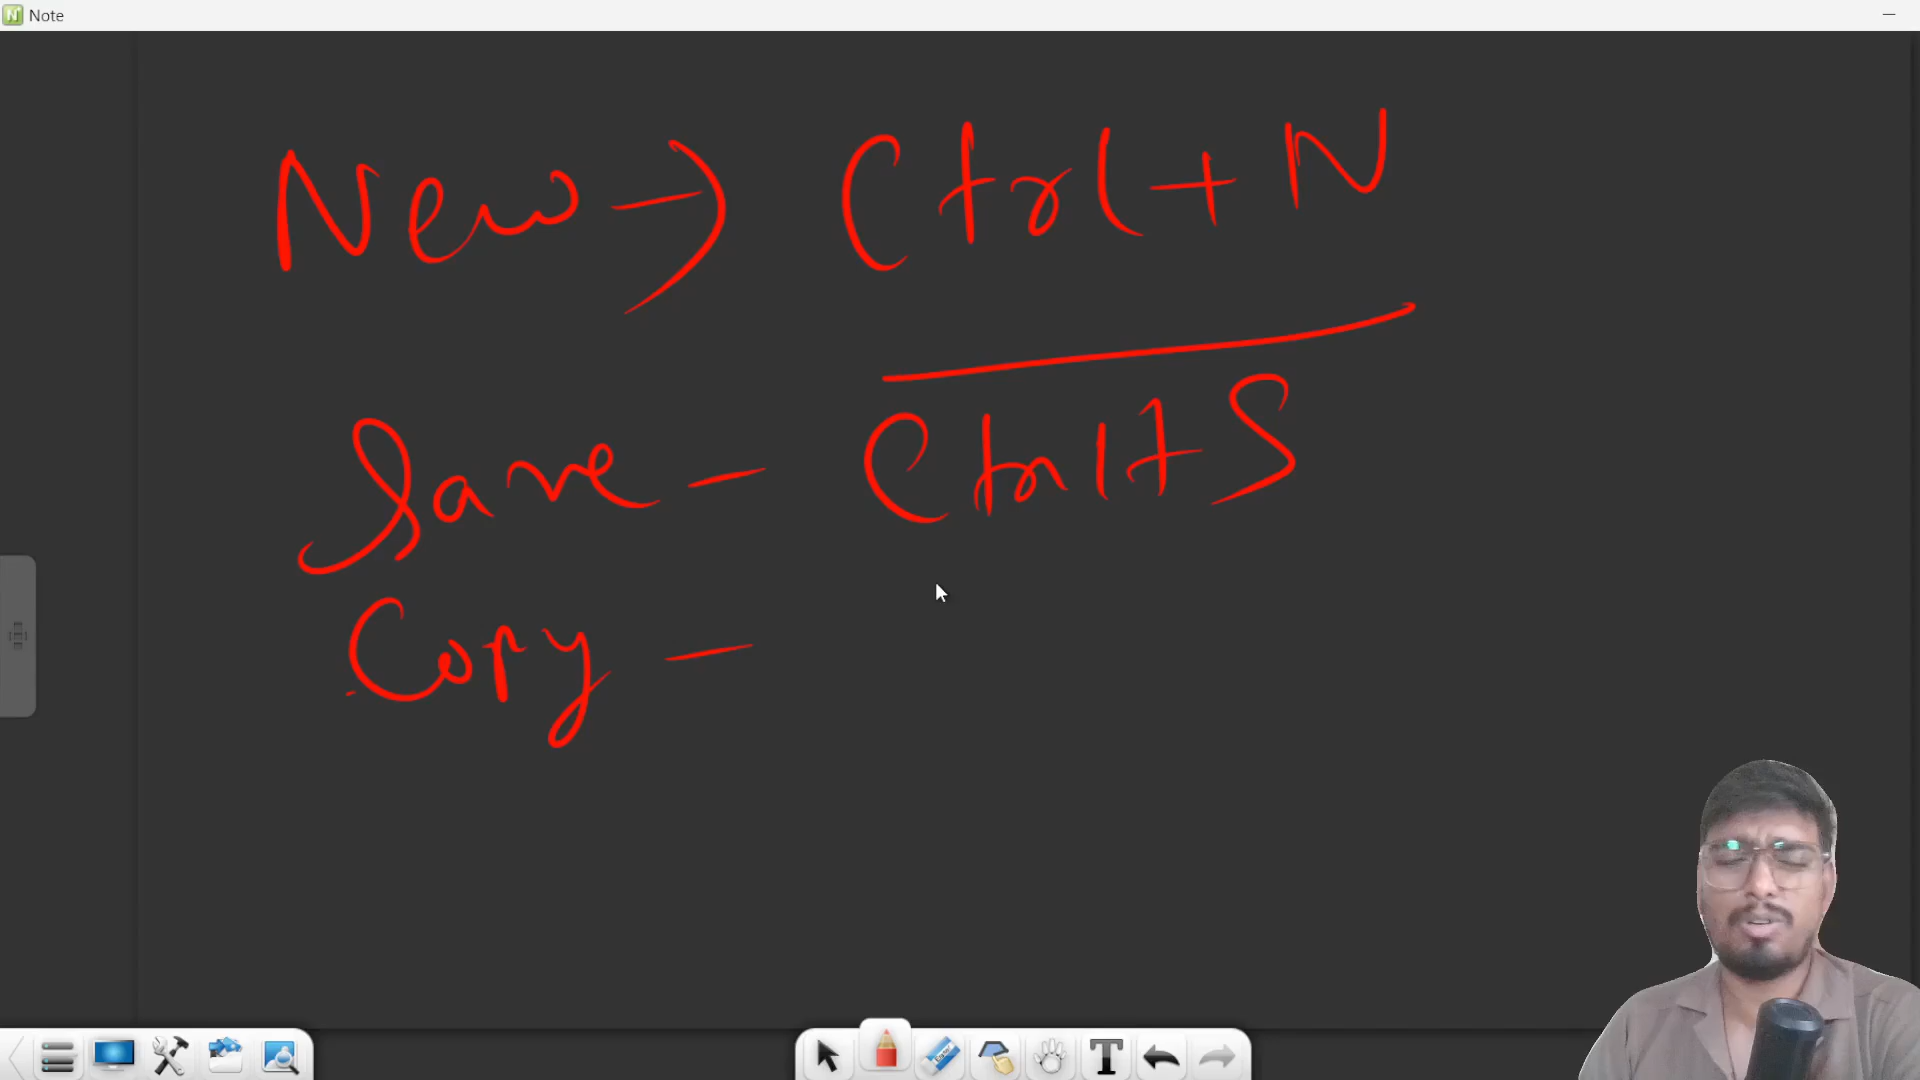 Note
New → Ctrl + N
Save - Ctrl + S
Copy -